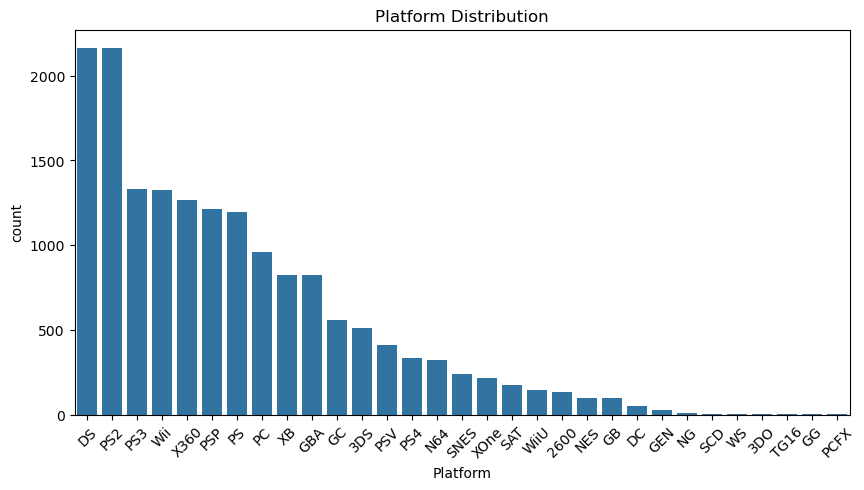 Platform Distribution
count
2000
1500
1000
500
0
DS PS2 PS3 Wii X360 PSP PS PC XB GBA GC 3DS PSV PS4 N64 SNES XOne SAT WiiU 2600 NES GB DC GEN NG SCD WS 3DO TG16 GG PCFX
Platform